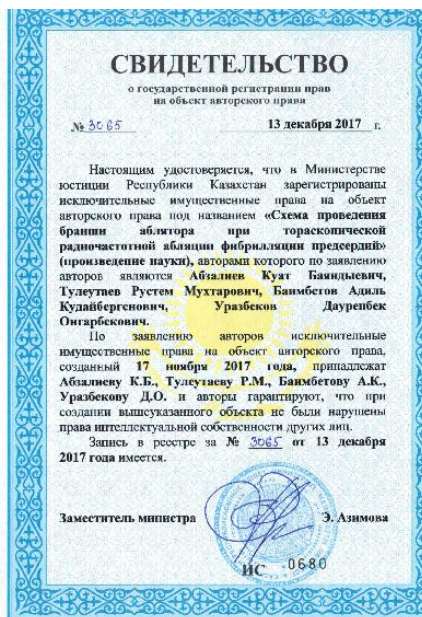 СВИДЕТЕЛЬСТВО
о государственной регистрации прав
на объект авторского права
№ 3065 13 декабря 2017 г.
Настоящим удостоверяется, что в Министерстве
юстиции Республики Казахстан зарегистрированы
исключительные имущественные права на объект
авторского права под названием «Схема проведения
бранши аблятора при тораскопической
радиочастотной абляции фибрилляции предсердий»
(произведение науки), авторами которого по заявлению
авторов являются Абзалиев Куат Баяндыевич,
Тулеутаев Рустем Мухтарович, Баимбетов Адиль
Кудайбергенович, Уразбеков Дауренбек
Онгарбекович.
По заявлению авторов исключительные
имущественные права на объект авторского права,
созданный 17 ноября 2017 года, принадлежат
Абзалиеву К.Б., Тулеутаеву Р.М., Баимбетову А.К.,
Уразбекову Д.О. и авторы гарантируют, что при
создании вышеуказанного объекта не были нарушены
права интеллектуальной собственности других лиц.
Запись в реестре за № 3065 от 13 декабря
2017 года имеется.
Заместитель министра Э. Азимова
ИС 0680